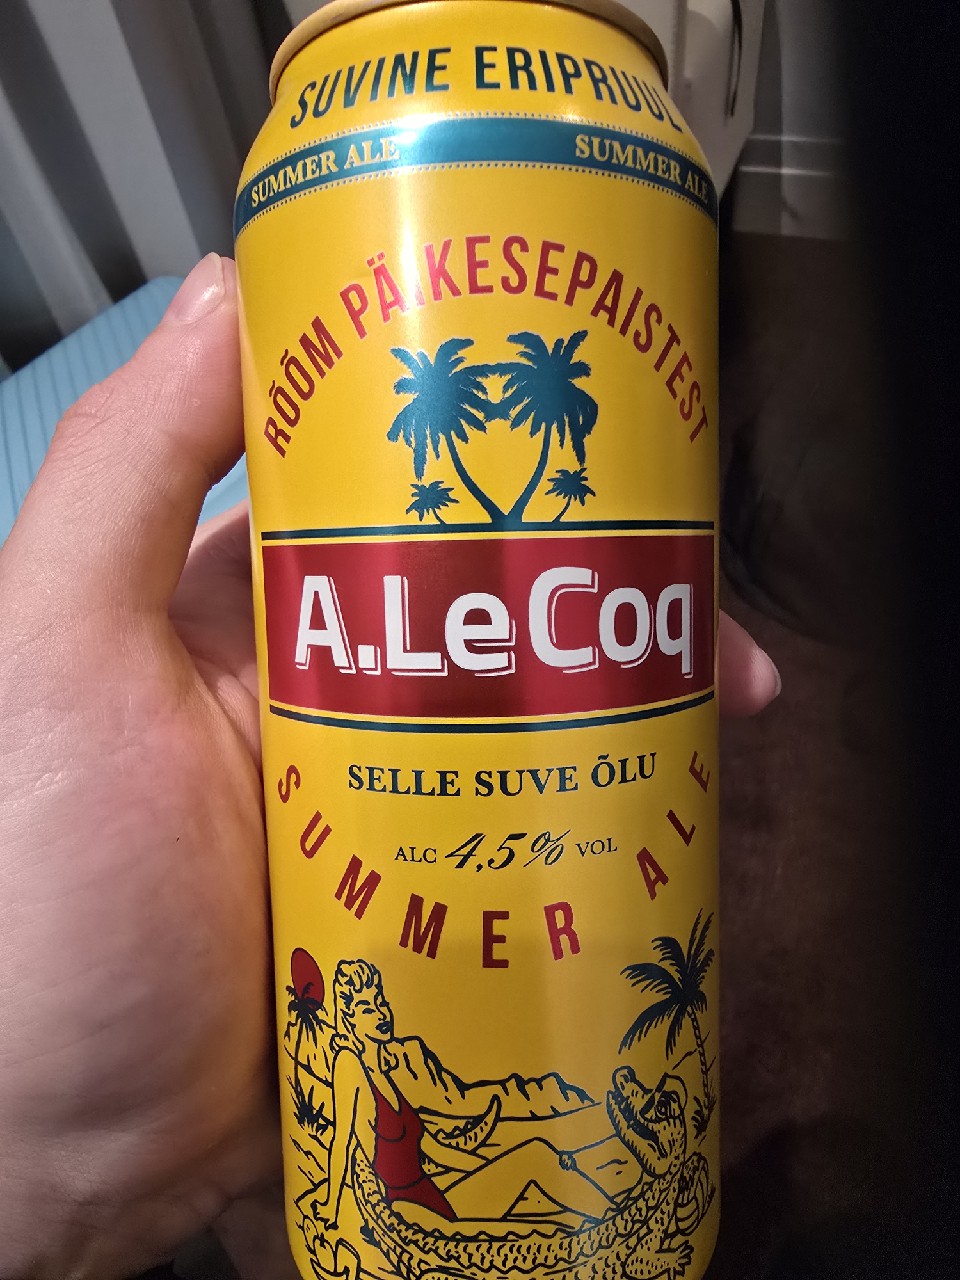 SUVINE ERIPRUUL
SUMMER ALE SUMMER ALE
RÕÕM PÄIKESEPAISTEST
A.LeCoq
SELLE SUVE ÕLU
ALC 4,5% VOL
SUMMER ALE